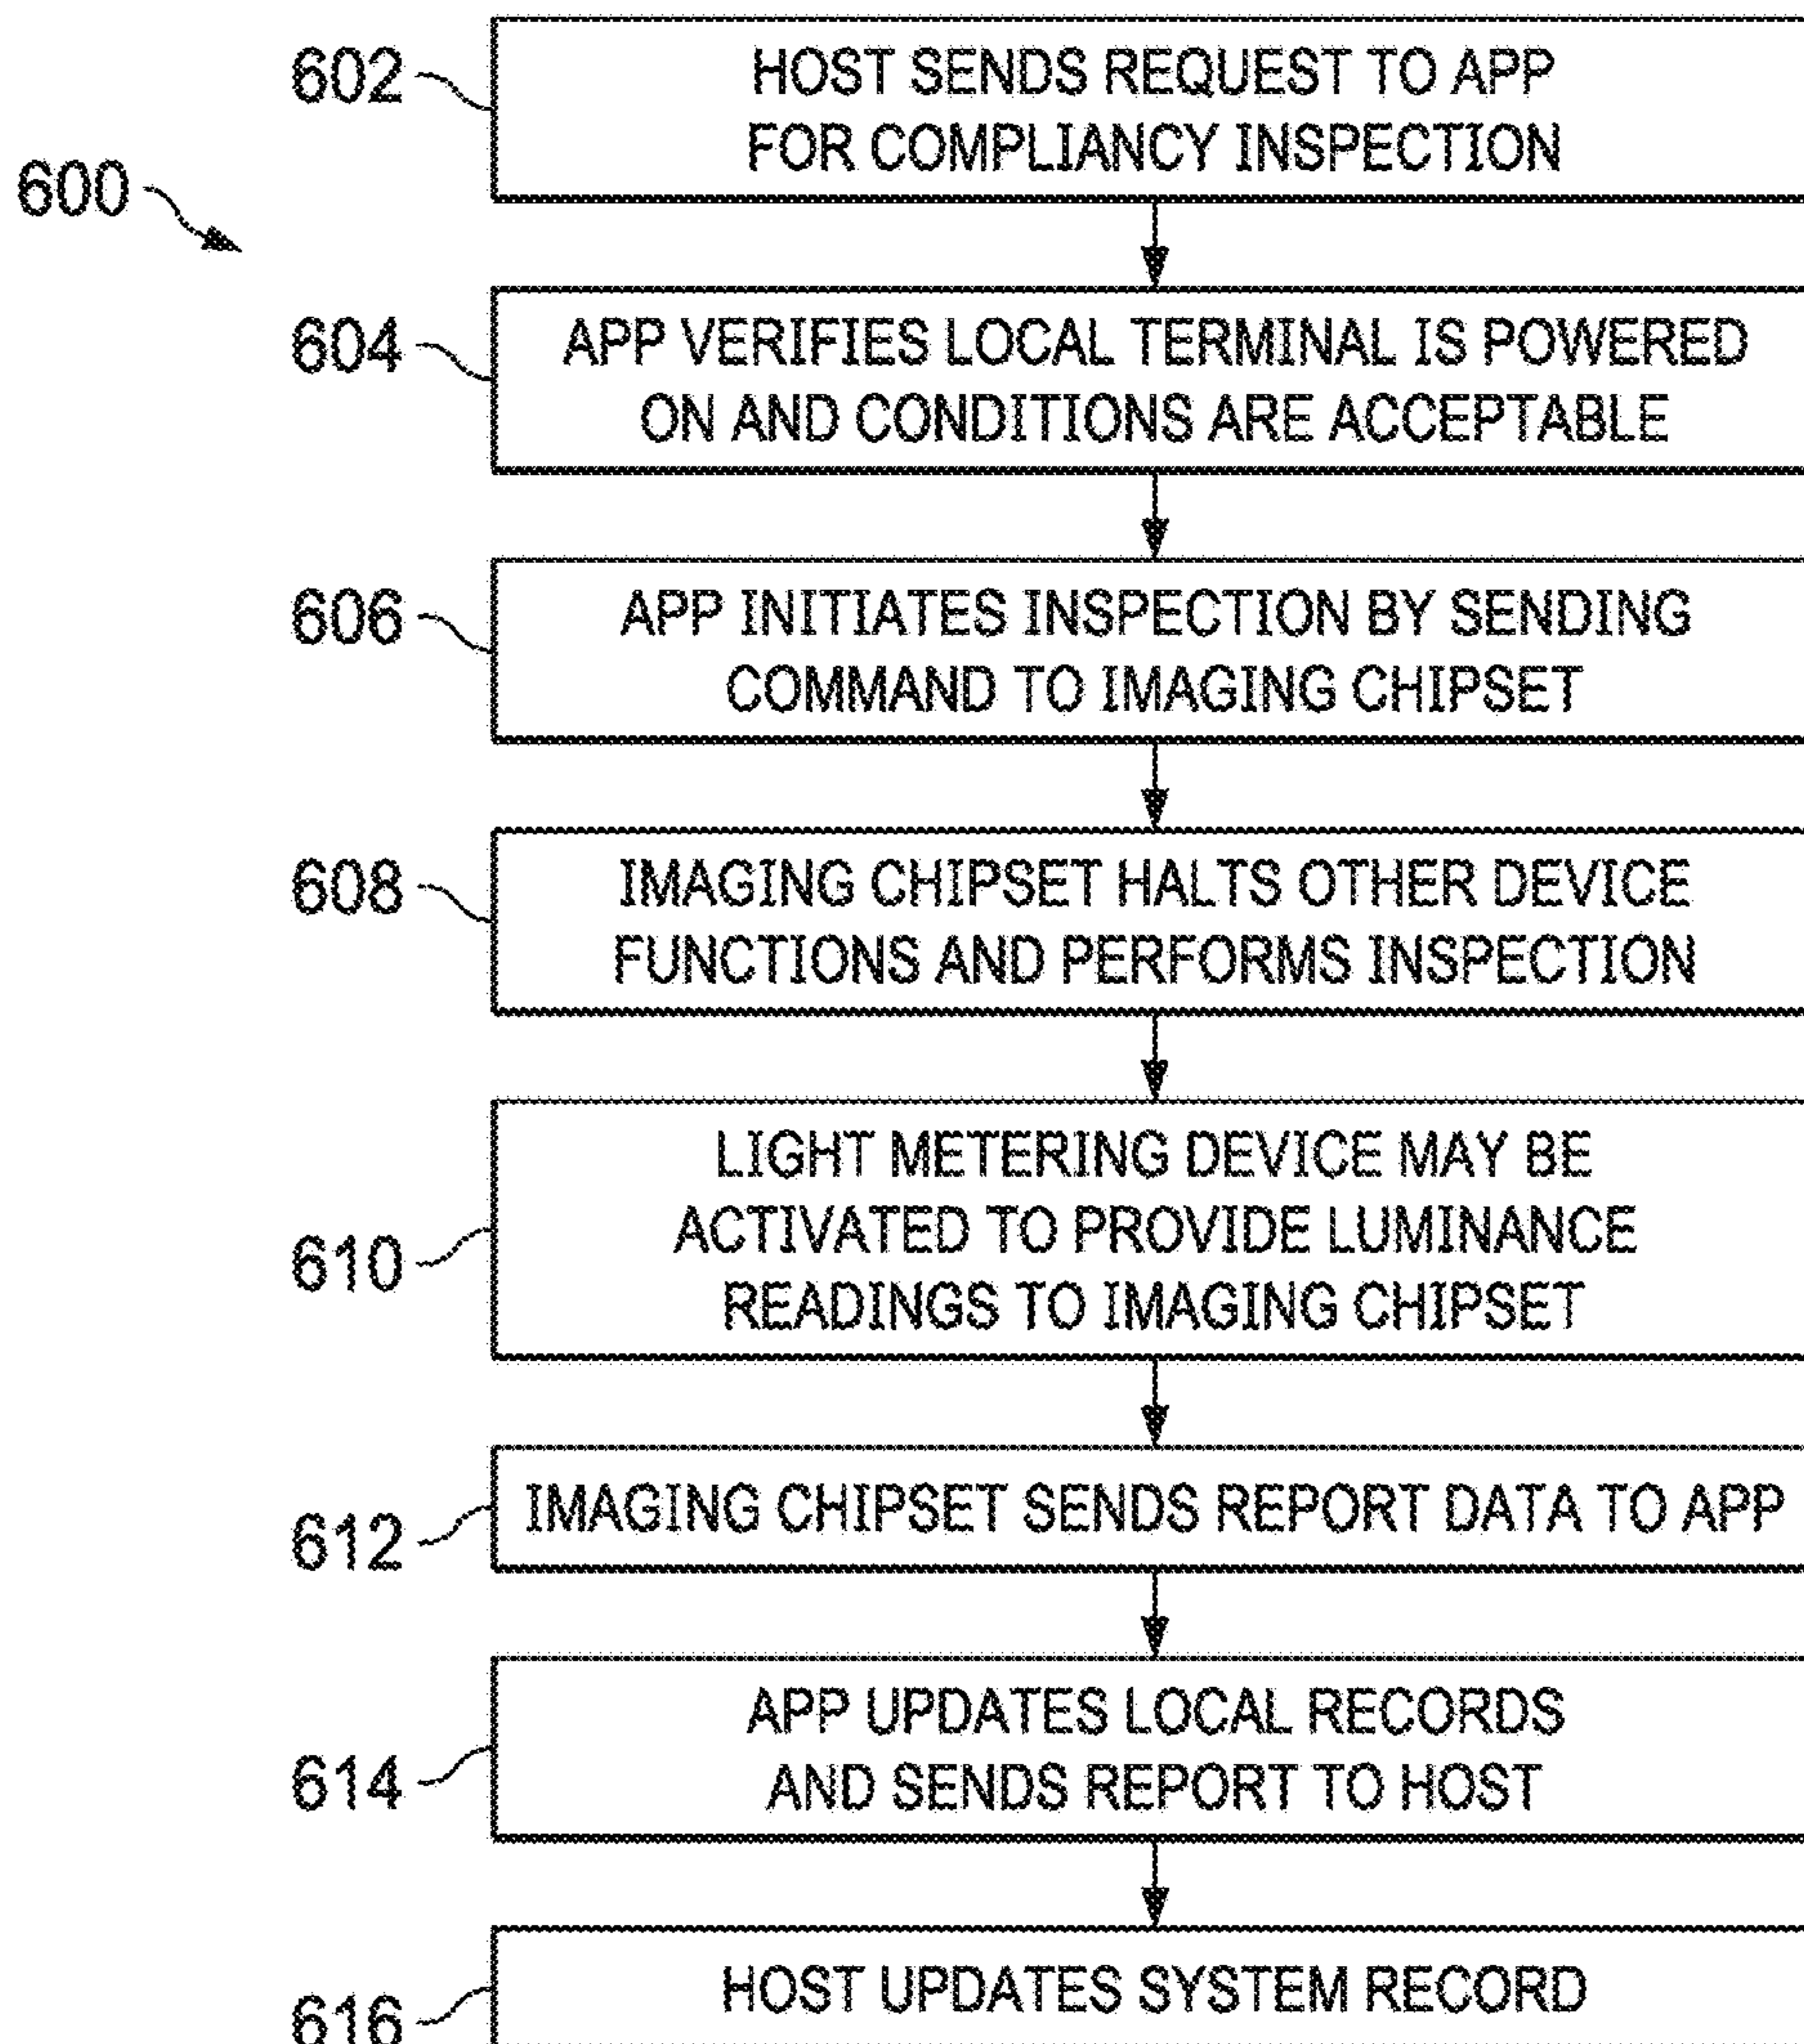 602
HOST SENDS REQUEST TO APP
FOR COMPLIANCY INSPECTION
600
604
APP VERIFIES LOCAL TERMINAL IS POWERED
ON AND CONDITIONS ARE ACCEPTABLE
606
APP INITIATES INSPECTION BY SENDING
COMMAND TO IMAGING CHIPSET
608
IMAGING CHIPSET HALTS OTHER DEVICE
FUNCTIONS AND PERFORMS INSPECTION
610
LIGHT METERING DEVICE MAY BE
ACTIVATED TO PROVIDE LUMINANCE
READINGS TO IMAGING CHIPSET
612
IMAGING CHIPSET SENDS REPORT DATA TO APP
614
APP UPDATES LOCAL RECORDS
AND SENDS REPORT TO HOST
616
HOST UPDATES SYSTEM RECORD